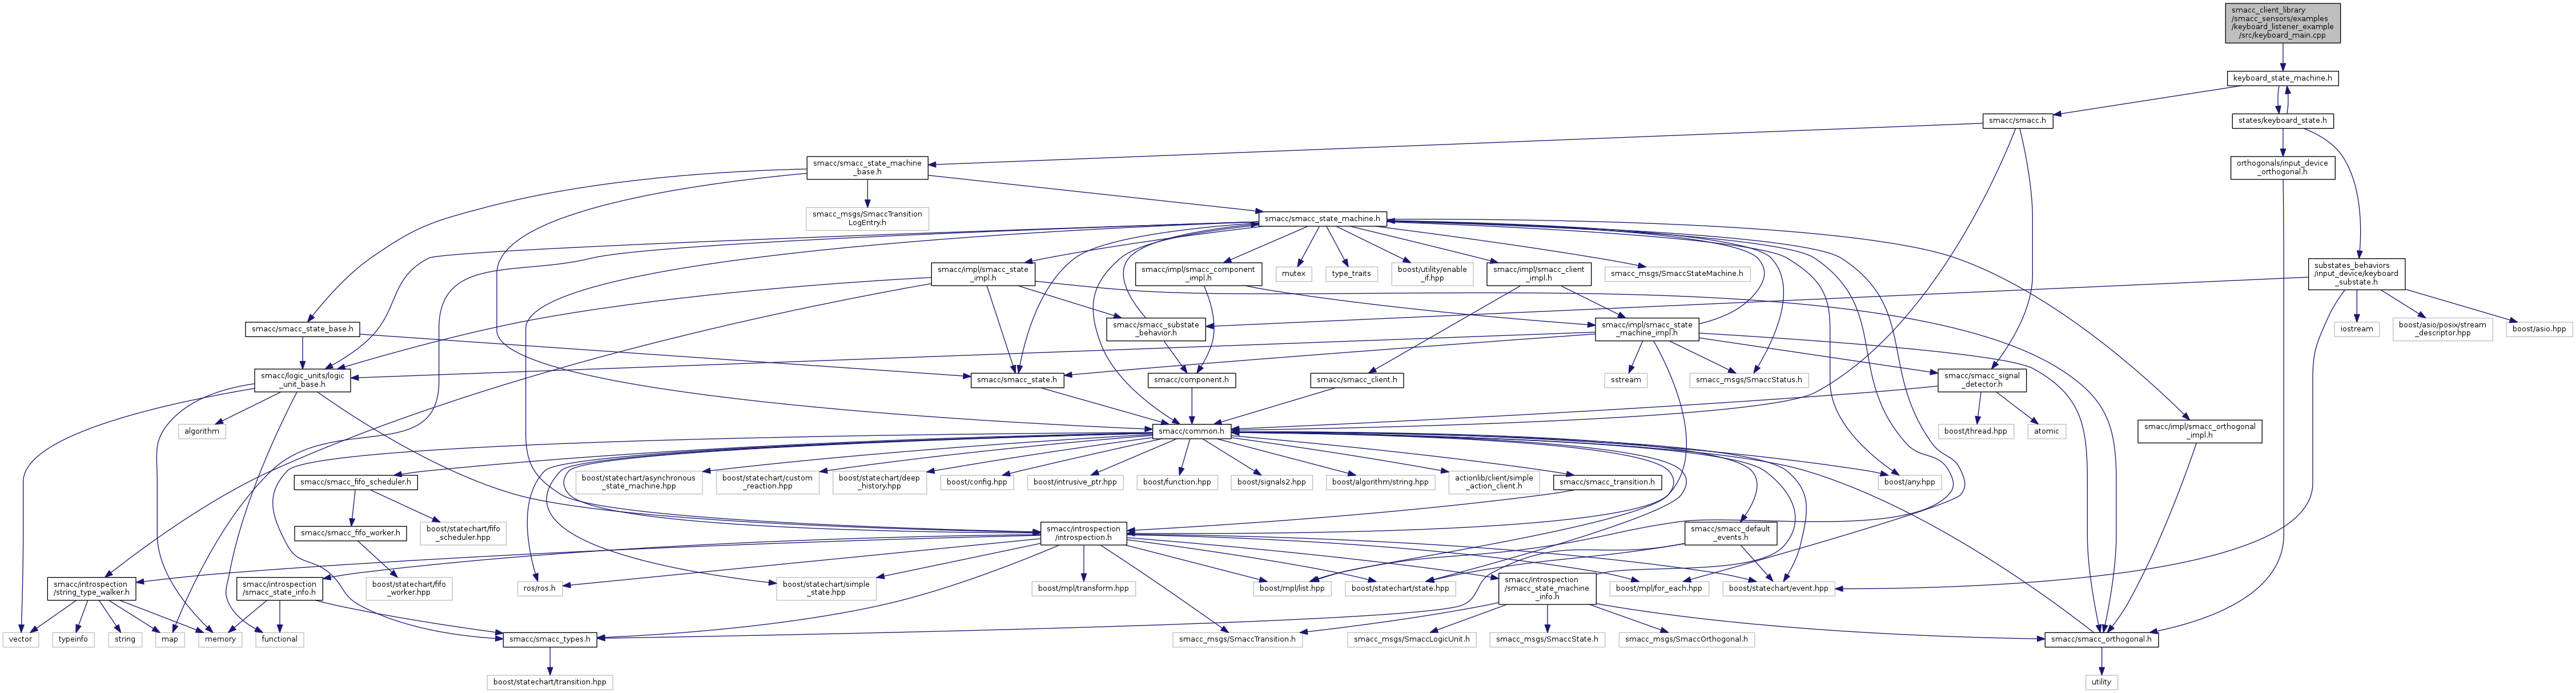 smacc_client_library
/smacc_sensors/examples
/keyboard_listener_example
/src/keyboard_main.cpp
keyboard_state_machine.h
smacc/smacc.h
states/keyboard_state.h
smacc/smacc_state_machine
_base.h
orthogonals/input_device
_orthogonal.h
smacc_msgs/SmaccTransition
LogEntry.h
smacc/smacc_state_machine.h
smacc/impl/smacc_state
_impl.h
smacc/impl/smacc_component
_impl.h
mutex
type_traits
boost/utility/enable
_if.hpp
smacc/impl/smacc_client
_impl.h
smacc_msgs/SmaccStateMachine.h
substates_behaviors
/input_device/keyboard
_substate.h
smacc/smacc_state_base.h
smacc/smacc_substate
_behavior.h
smacc/impl/smacc_state
_machine_impl.h
iostream
boost/asio/posix/stream
_descriptor.hpp
boost/asio.hpp
smacc/logic_units/logic
_unit_base.h
smacc/smacc_state.h
smacc/component.h
smacc/smacc_client.h
sstream
smacc_msgs/SmaccStatus.h
smacc/smacc_signal
_detector.h
algorithm
smacc/common.h
boost/thread.hpp
atomic
smacc/impl/smacc_orthogonal
_impl.h
smacc/smacc_fifo_scheduler.h
boost/statechart/asynchronous
_state_machine.hpp
boost/statechart/custom
_reaction.hpp
boost/statechart/deep
_history.hpp
boost/config.hpp
boost/intrusive_ptr.hpp
boost/function.hpp
boost/signals2.hpp
boost/algorithm/string.hpp
actionlib/client/simple
_action_client.h
smacc/smacc_transition.h
boost/any.hpp
smacc/smacc_fifo_worker.h
boost/statechart/fifo
_scheduler.hpp
smacc/introspection
/introspection.h
smacc/smacc_default
_events.h
smacc/introspection
/string_type_walker.h
smacc/introspection
/smacc_state_info.h
boost/statechart/fifo
_worker.hpp
ros/ros.h
boost/statechart/simple
_state.hpp
boost/mpl/transform.hpp
boost/mpl/list.hpp
boost/statechart/state.hpp
smacc/introspection
/smacc_state_machine
_info.h
boost/mpl/for_each.hpp
boost/statechart/event.hpp
vector
typeinfo
string
map
memory
functional
smacc/smacc_types.h
smacc_msgs/SmaccTransition.h
smacc_msgs/SmaccLogicUnit.h
smacc_msgs/SmaccState.h
smacc_msgs/SmaccOrthogonal.h
smacc/smacc_orthogonal.h
boost/statechart/transition.hpp
utility